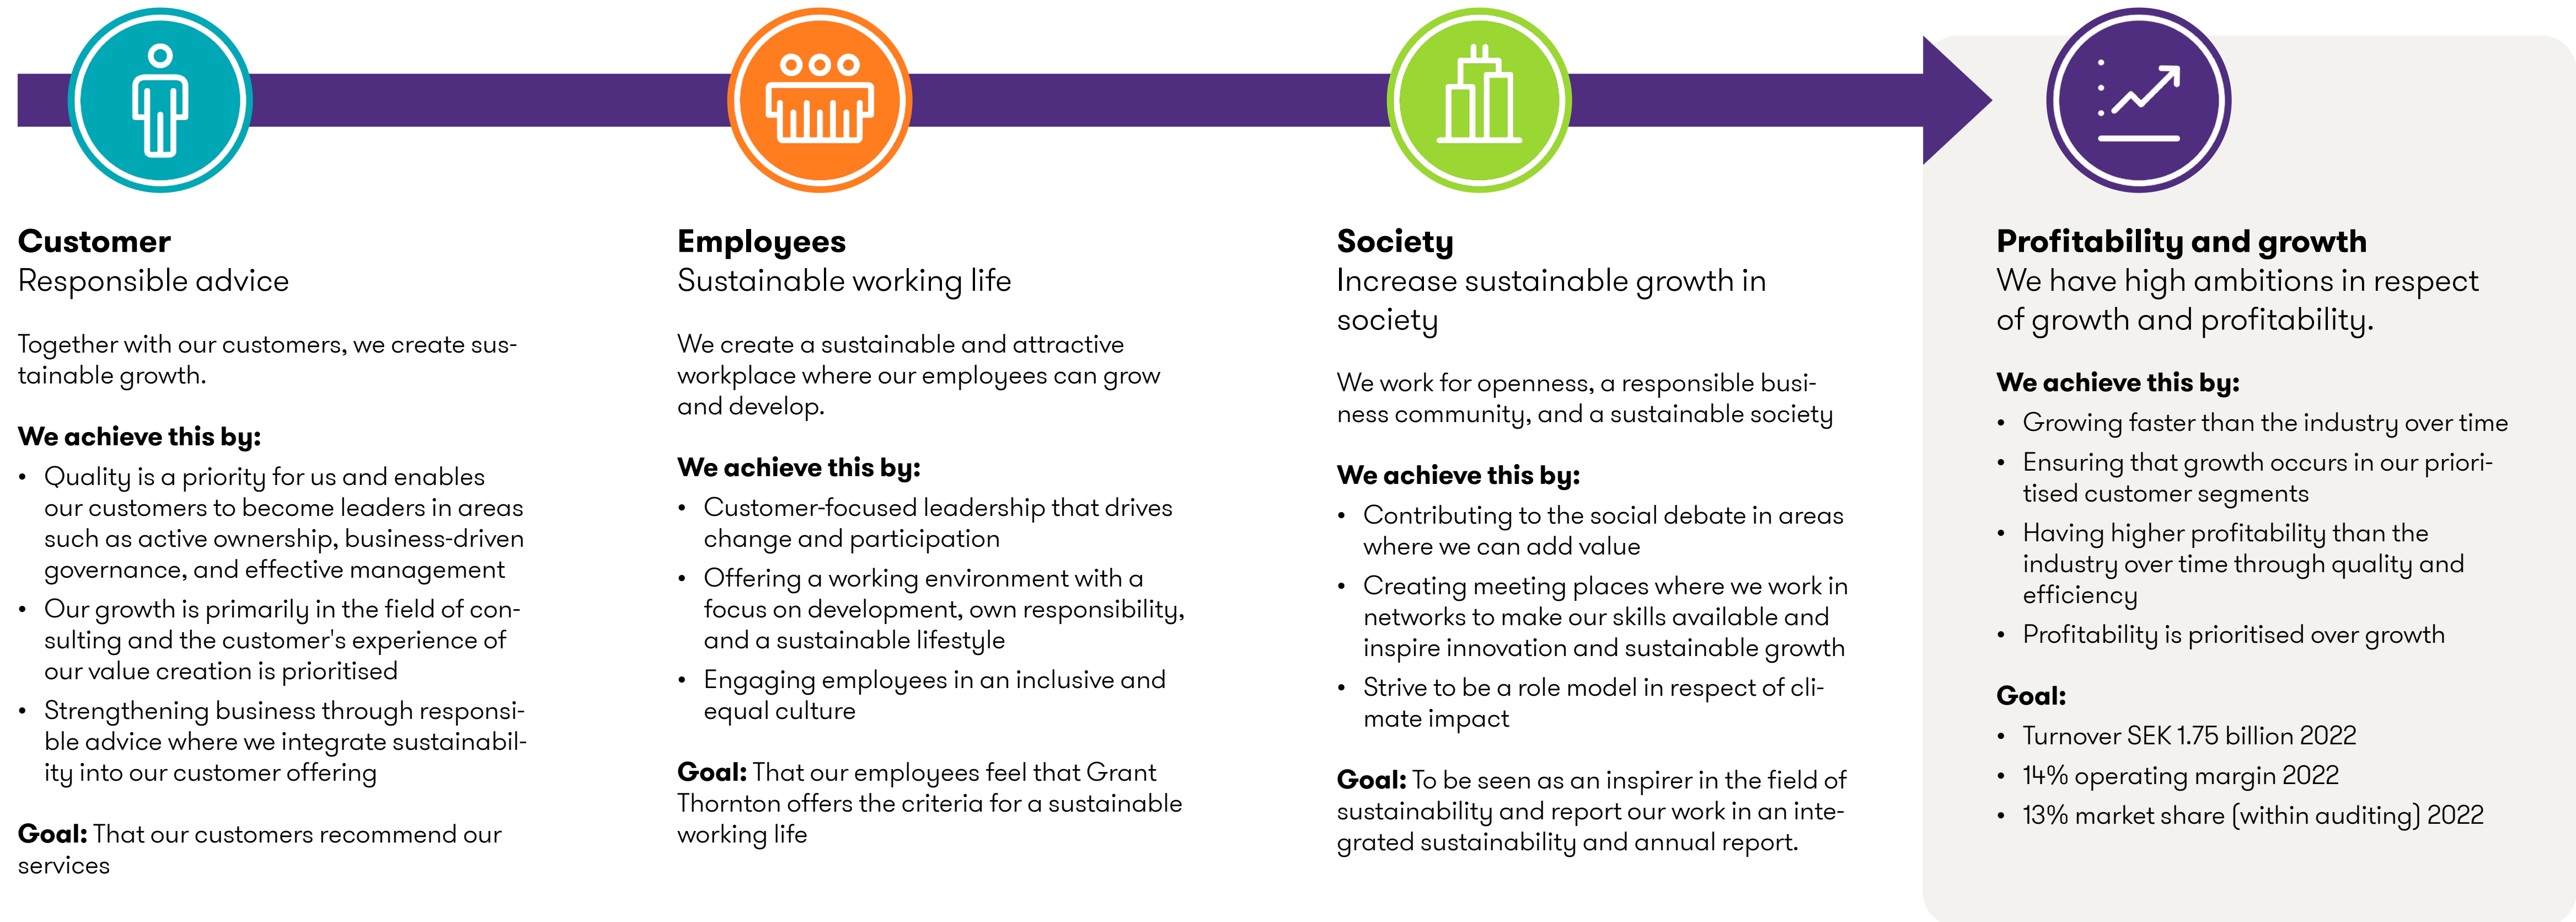 Customer
Responsible advice
Together with our customers, we create sus-
tainable growth.
We achieve this by:
• Quality is a priority for us and enables
our customers to become leaders in areas
such as active ownership, business-driven
governance, and effective management
• Our growth is primarily in the field of con-
sulting and the customer's experience of
our value creation is prioritised
• Strengthening business through responsi-
ble advice where we integrate sustainabil-
ity into our customer offering
Goal: That our customers recommend our
services
Employees
Sustainable working life
We create a sustainable and attractive
workplace where our employees can grow
and develop.
We achieve this by:
• Customer-focused leadership that drives
change and participation
• Offering a working environment with a
focus on development, own responsibility,
and a sustainable lifestyle
• Engaging employees in an inclusive and
equal culture
Goal: That our employees feel that Grant
Thornton offers the criteria for a sustainable
working life
Society
Increase sustainable growth in
society
We work for openness, a responsible busi-
ness community, and a sustainable society
We achieve this by:
• Contributing to the social debate in areas
where we can add value
• Creating meeting places where we work in
networks to make our skills available and
inspire innovation and sustainable growth
• Strive to be a role model in respect of cli-
mate impact
Goal: To be seen as an inspirer in the field of
sustainability and report our work in an inte-
grated sustainability and annual report.
Profitability and growth
We have high ambitions in respect
of growth and profitability.
We achieve this by:
• Growing faster than the industry over time
• Ensuring that growth occurs in our priori-
tised customer segments
• Having higher profitability than the
industry over time through quality and
efficiency
• Profitability is prioritised over growth
Goal:
• Turnover SEK 1.75 billion 2022
• 14% operating margin 2022
• 13% market share (within auditing) 2022